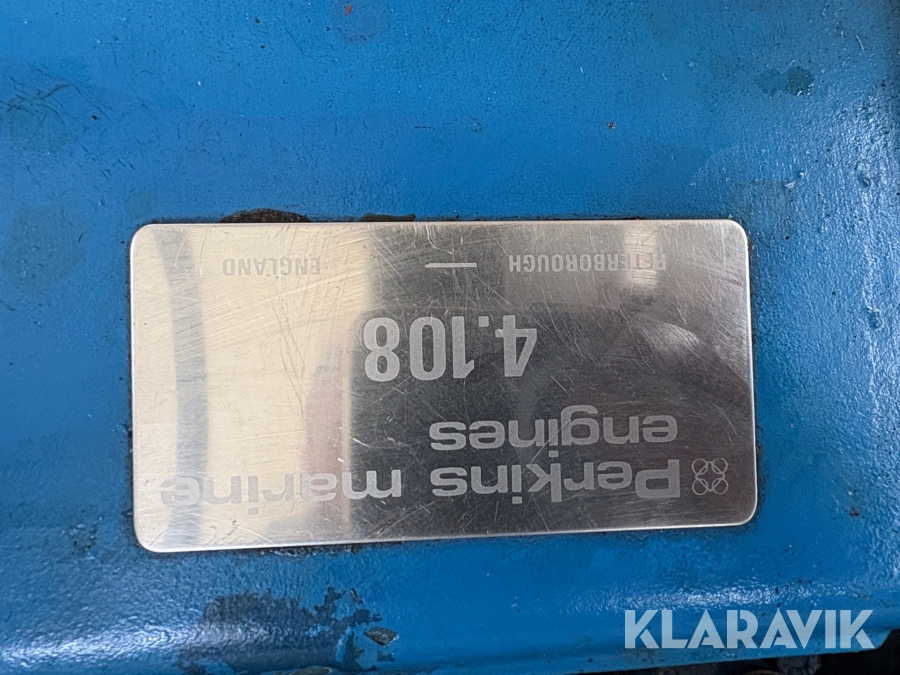 Perkins marine
engines
4.108
PETERBOROUGH — ENGLAND
KLARAVIK